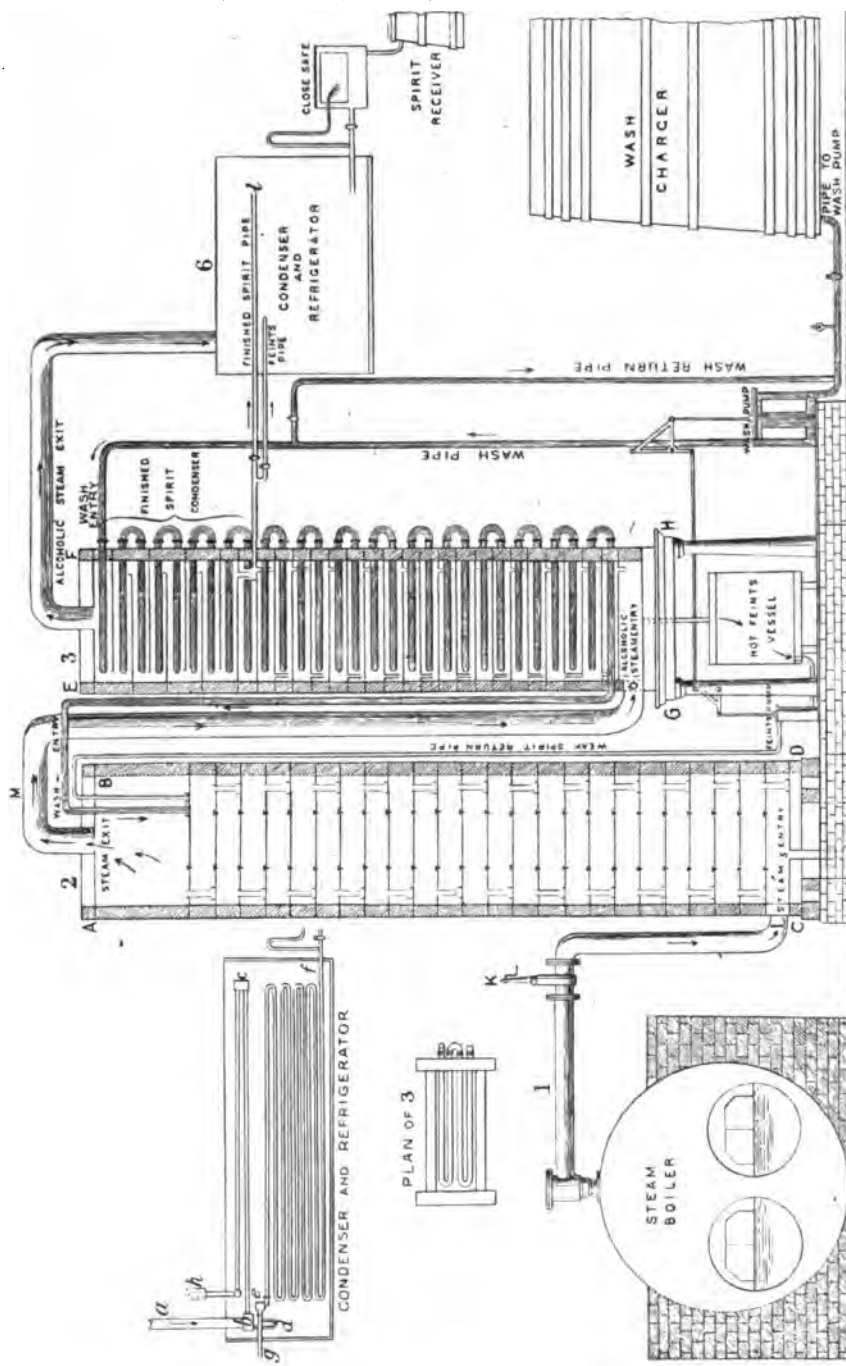 CLOSE SAFE
SPIRIT
RECEIVER
6
FINISHED SPIRIT PIPE
l
FEINTS
PIPE
CONDENSER
AND
REFRIGERATOR
WASH
CHARGER
PIPE TO
WASH PUMP
ALCOHOLIC STEAM EXIT
WASH
ENTRY
FINISHED
SPIRIT
CONDENSER
WASH PIPE
WASH RETURN PIPE
WASH PUMP
3
E
F
G
H
ALCOHOLIC
STEAM ENTRY
HOT FEINTS
VESSEL
WEAK SPIRIT RETURN PIPE
FEINTS PUMP
M
2
WASH ENTRY
STEAM EXIT
A
B
C
D
STEAM ENTRY
K
L
1
STEAM
BOILER
PLAN OF 3
CONDENSER AND REFRIGERATOR
a
h
b
c
d
e
f
g